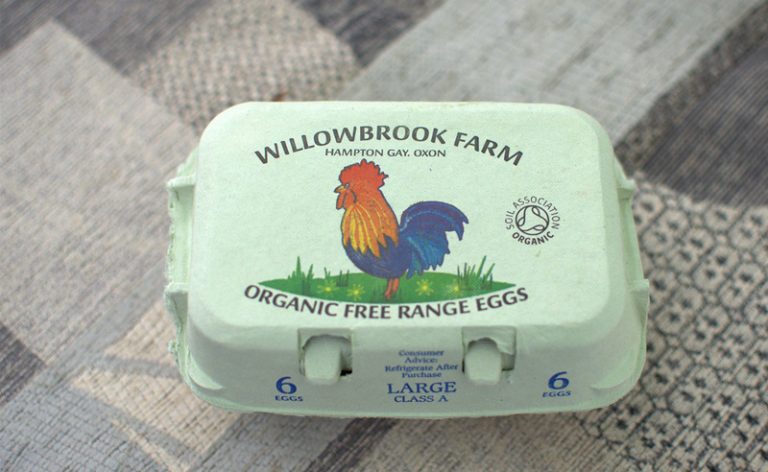 WILLOWBROOK FARM
HAMPTON GAY. OXON
SOIL ASSOCIATION
ORGANIC
ORGANIC FREE RANGE EGGS
Consumer
Advice:
Refrigerate After
Purchase
6
EGGS
LARGE
CLASS A
6
EGGS